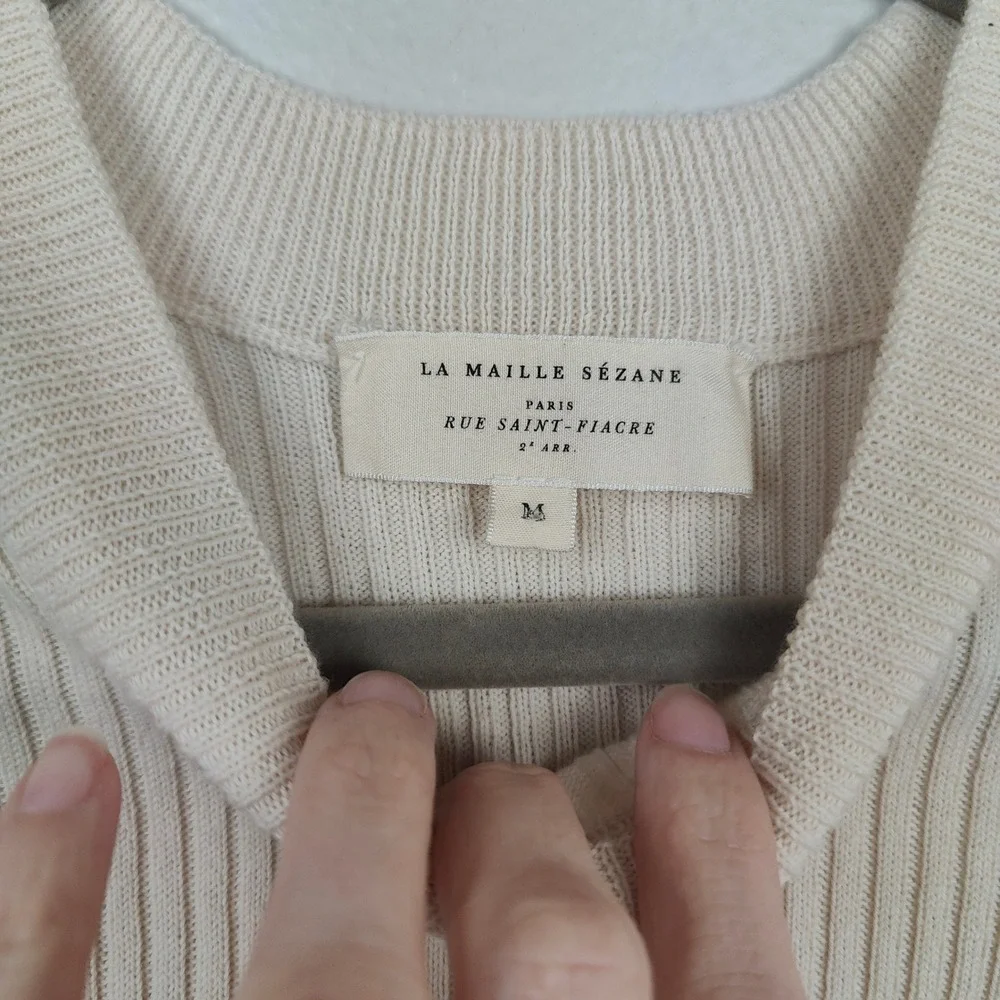 LA MAILLE SÉZANE
PARIS
RUE SAINT-FIACRE
2ᴱ ARR.
M